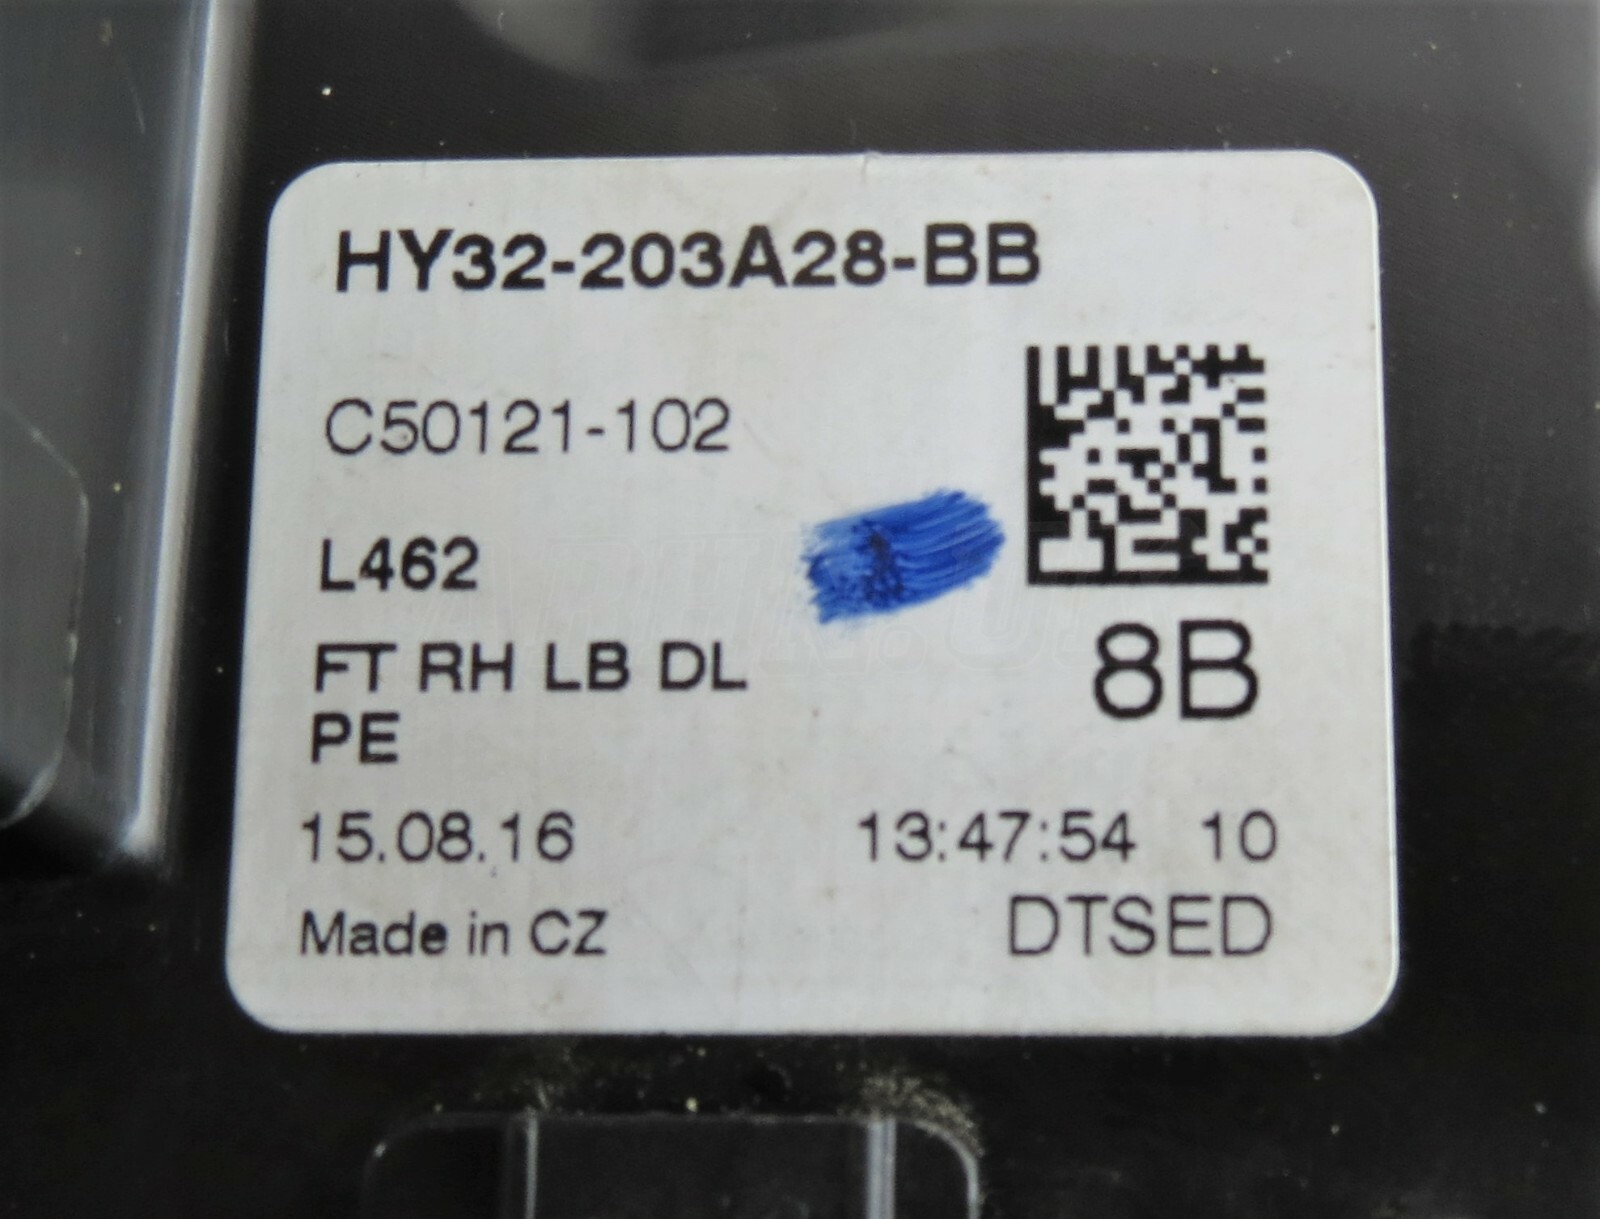 HY32-203A28-BB
C50121-102
L462
8B
FT RH LB DL
PE
15.08.16 13:47:54 10
Made in CZ DTSED